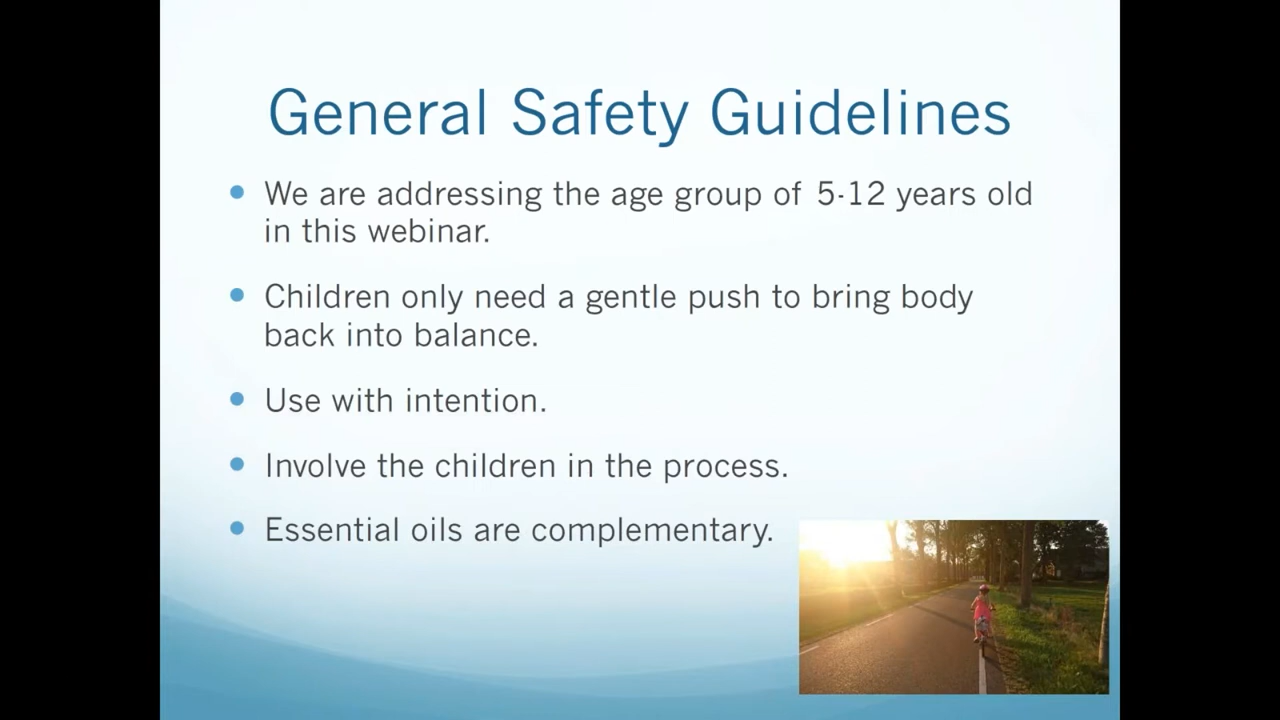 General Safety Guidelines
• We are addressing the age group of 5-12 years old
in this webinar.
• Children only need a gentle push to bring body
back into balance.
• Use with intention.
• Involve the children in the process.
• Essential oils are complementary.